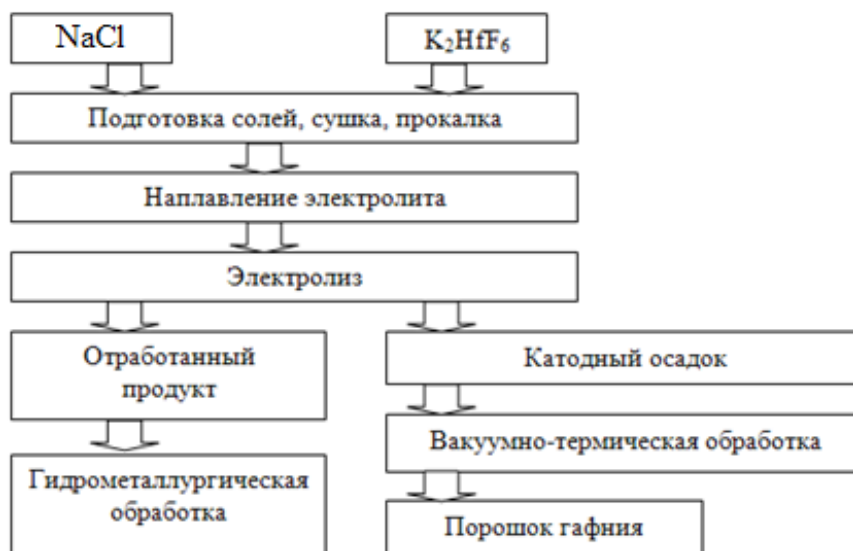 NaCl
K₂HfF₆
Подготовка солей, сушка, прокалка
Наплавление электролита
Электролиз
Отработанный
продукт
Катодный осадок
Вакуумно-термическая обработка
Гидрометаллургическая
обработка
Порошок гафния